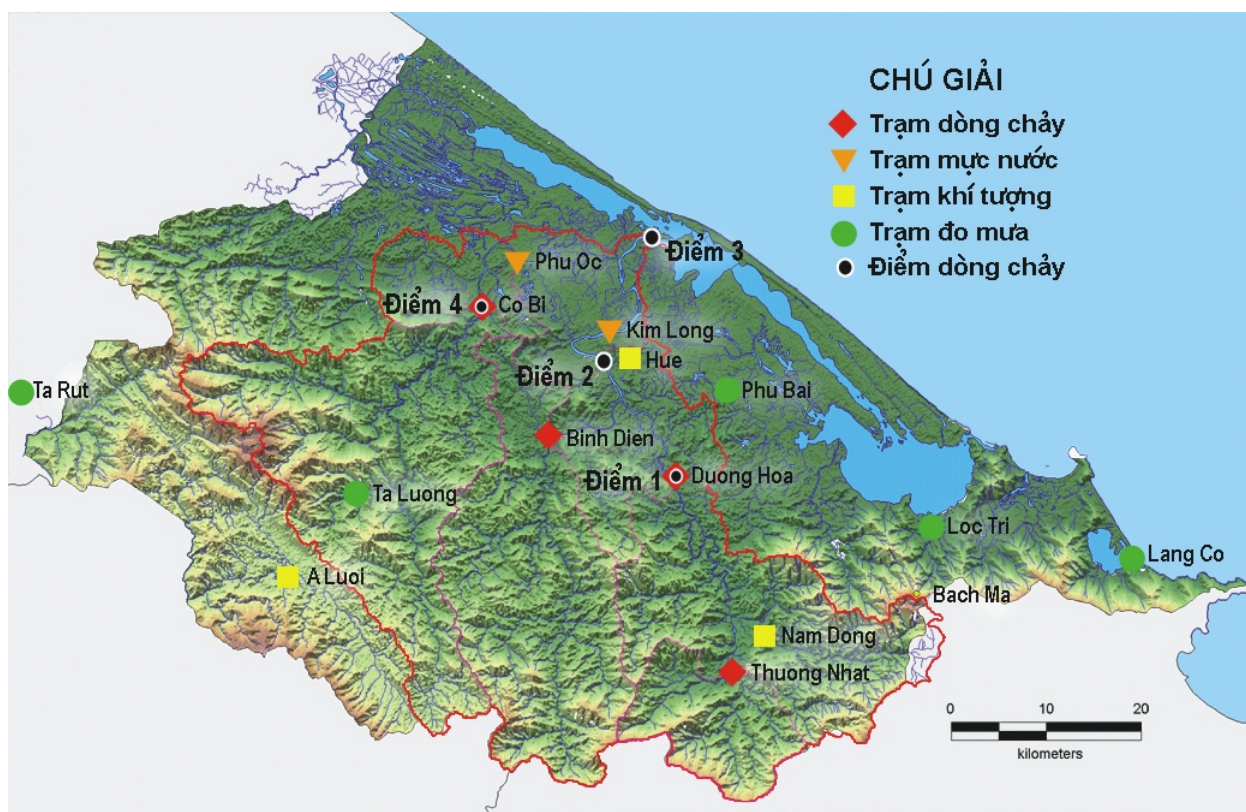 CHÚ GIẢI
Trạm dòng chảy
Trạm mực nước
Trạm khí tượng
Trạm đo mưa
Điểm dòng chảy
Điểm 3
Phu Oc
Điểm 4
Co Bi
Kim Long
Hue
Điểm 2
Ta Rut
Phu Bai
Binh Dien
Điểm 1
Duong Hoa
Ta Luong
Loc Tri
Lang Co
A Luoi
Bach Ma
Nam Dong
Thuong Nhat
0 10 20
kilometers